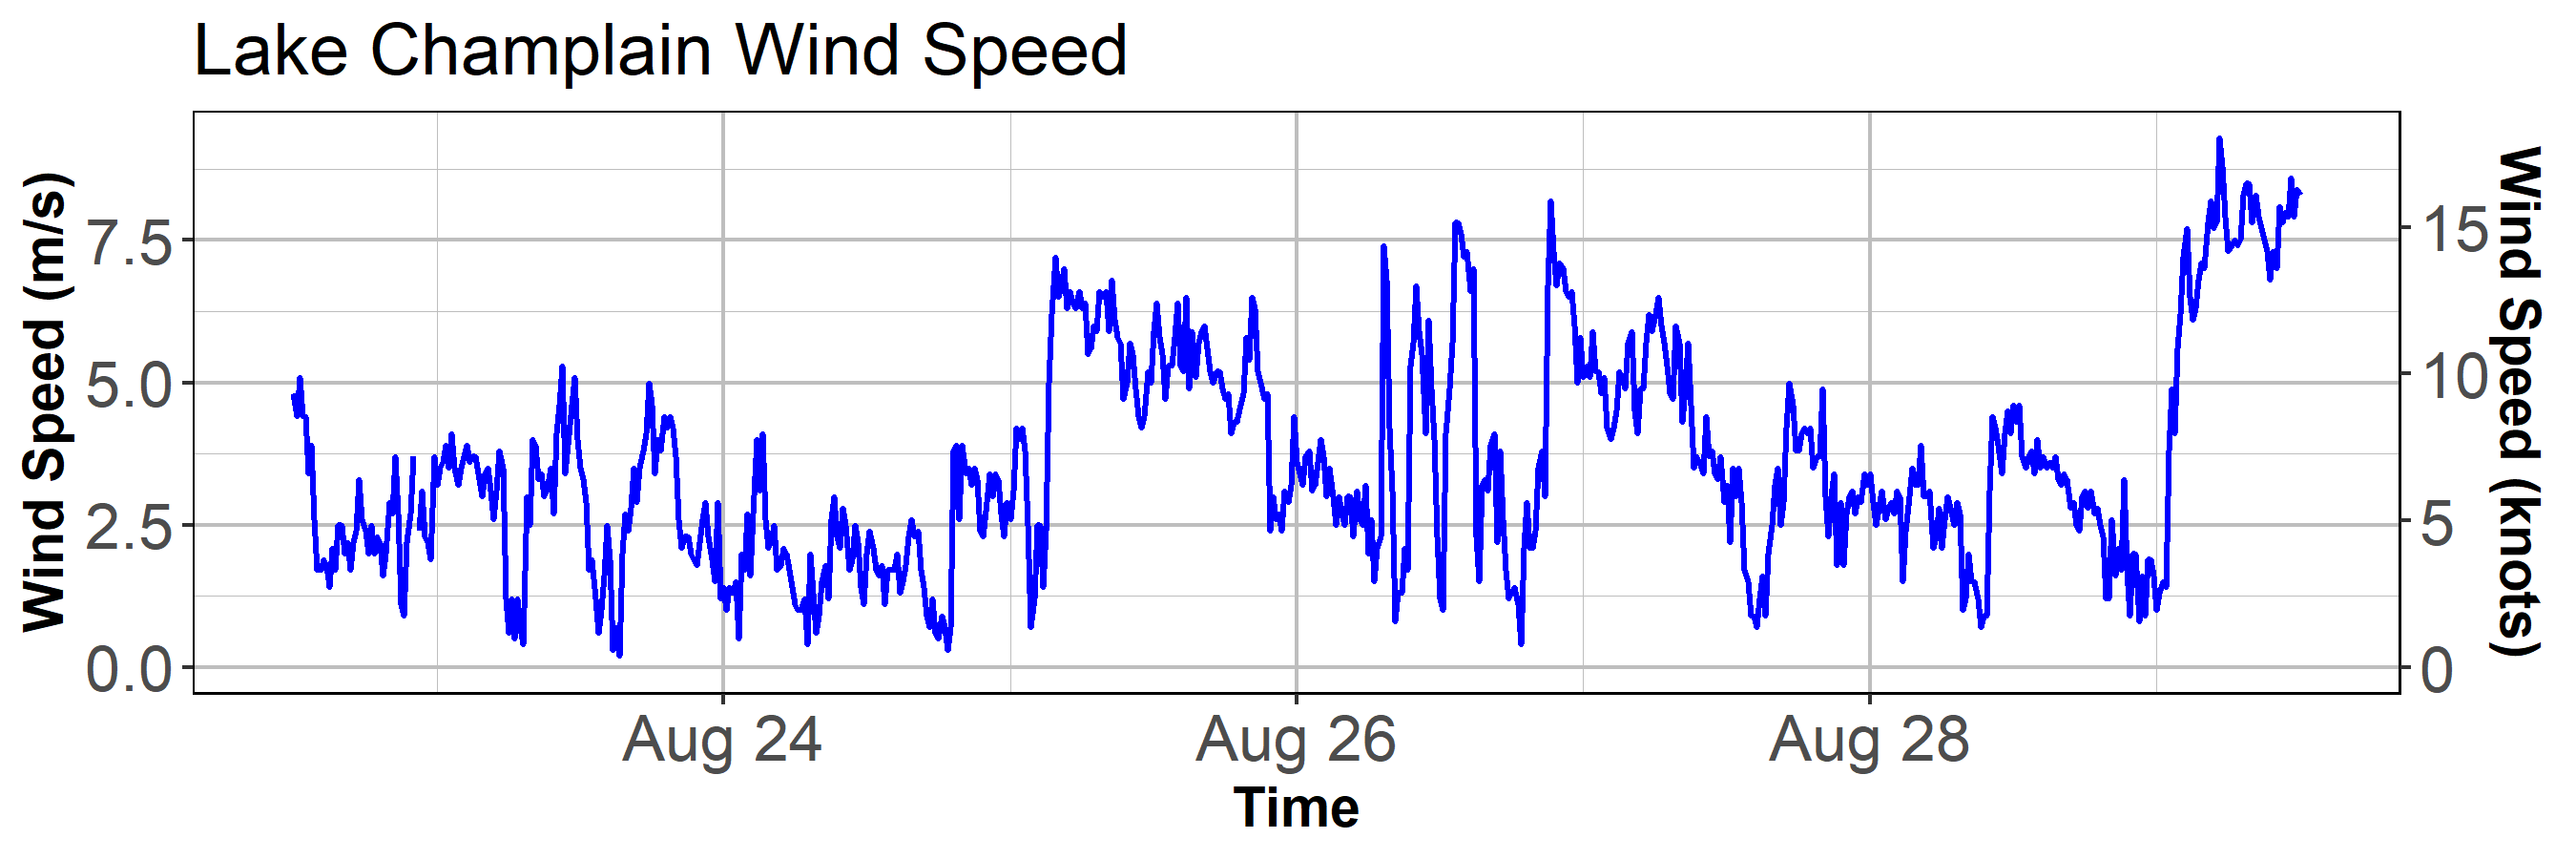 Lake Champlain Wind Speed
Wind Speed (m/s)
7.5
5.0
2.5
0.0
15
10
5
0
Wind Speed (knots)
Aug 24
Aug 26
Aug 28
Time